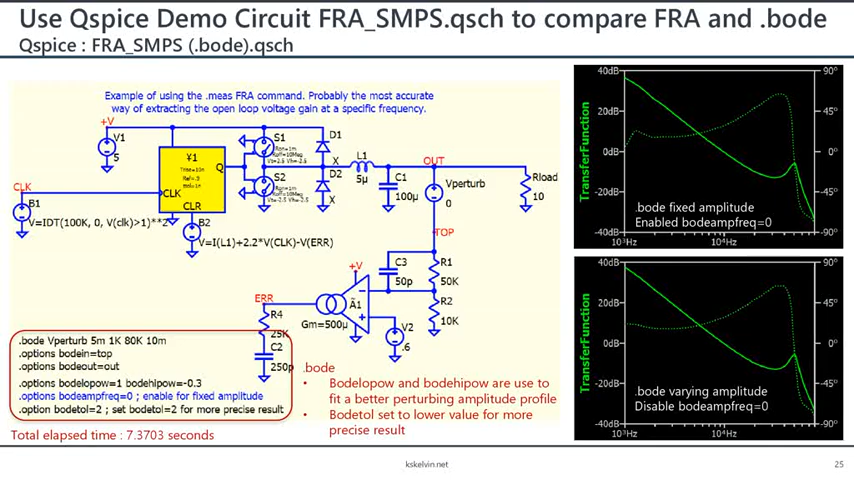 Use Qspice Demo Circuit FRA_SMPS.qsch to compare FRA and .bode
Qspice : FRA_SMPS (.bode).qsch
Example of using the .meas FRA command. Probably the most accurate
way of extracting the open loop voltage gain at a specific frequency.
+V
V1
5
¥1
Q
CLK
CLR
CLK
B1
V=IDT(100K, 0, V(clk)>1)**2
B2
V=I(L1)+2.2*V(CLK)-V(ERR)
S1
S2
D1
X
D2
X
L1
5µ
OUT
C1
100µ
Vperturb
0
Rload
10
TOP
C3
50p
R1
50K
R2
10K
+V
Ã1
Gm=500µ
V2
.6
ERR
R4
25K
C2
250p
.bode Vperturb 5m 1K 80K 10m
.options bodein=top
.options bodeout=out
.options bodelopow=1 bodehipow=-0.3
.options bodeampfreq=0 ; enable for fixed amplitude
.option bodetol=2 ; set bodetol=2 for more precise result
Total elapsed time : 7.3703 seconds
.bode
• Bodelopow and bodehipow are use to
fit a better perturbing amplitude profile
• Bodetol set to lower value for more
precise result
TransferFunction
40dB
20dB
0dB
-20dB
-40dB
90°
45°
0°
-45°
-90°
10³Hz
10⁴Hz
.bode fixed amplitude
Enabled bodeampfreq=0
TransferFunction
40dB
20dB
0dB
-20dB
-40dB
90°
45°
0°
-45°
-90°
10³Hz
10⁴Hz
.bode varying amplitude
Disable bodeampfreq=0
kskelvin.net
25